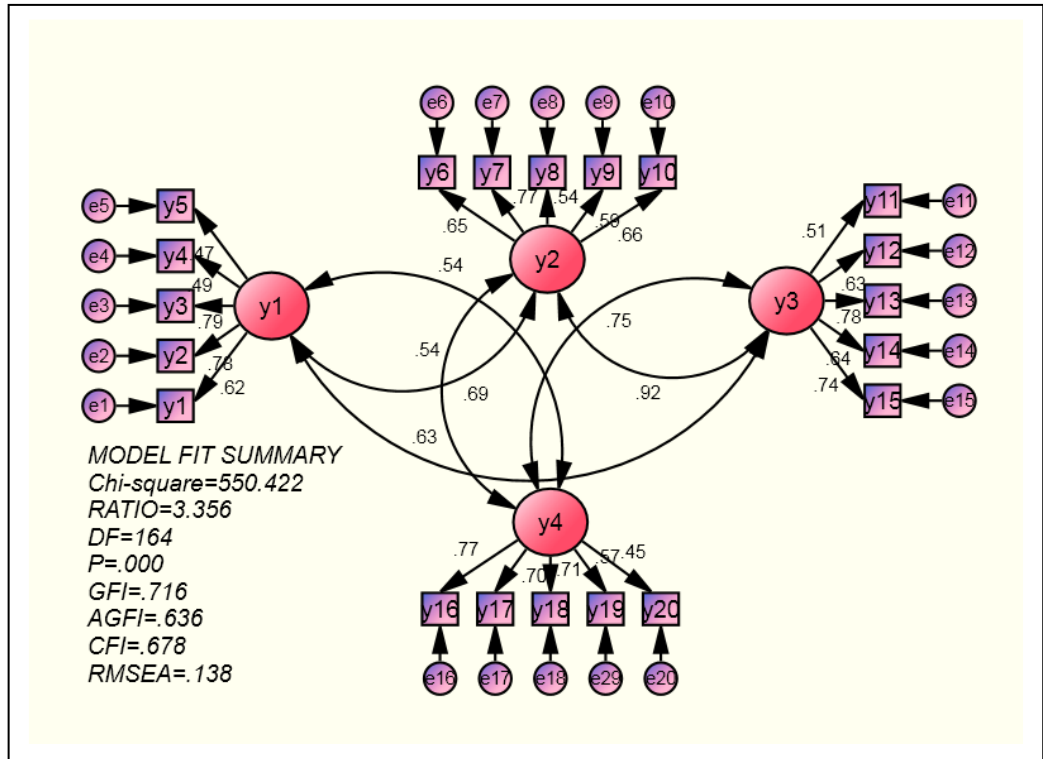 e6 e7 e8 e9 e10
y6 y7 y8 y9 y10
.65 .77 .54 .59 .66
y2
e5 y5
e4 y4
e3 y3
e2 y2
e1 y1
.47
.49
.79
.78
.62
y1
y11 e11
y12 e12
y13 e13
y14 e14
y15 e15
.51
.63
.78
.64
.74
y3
.54
.75
.54
.69
.92
.63
MODEL FIT SUMMARY
Chi-square=550.422
RATIO=3.356
DF=164
P=.000
GFI=.716
AGFI=.636
CFI=.678
RMSEA=.138
y4
.77 .70 .71 .57 .45
y16 y17 y18 y19 y20
e16 e17 e18 e29 e20